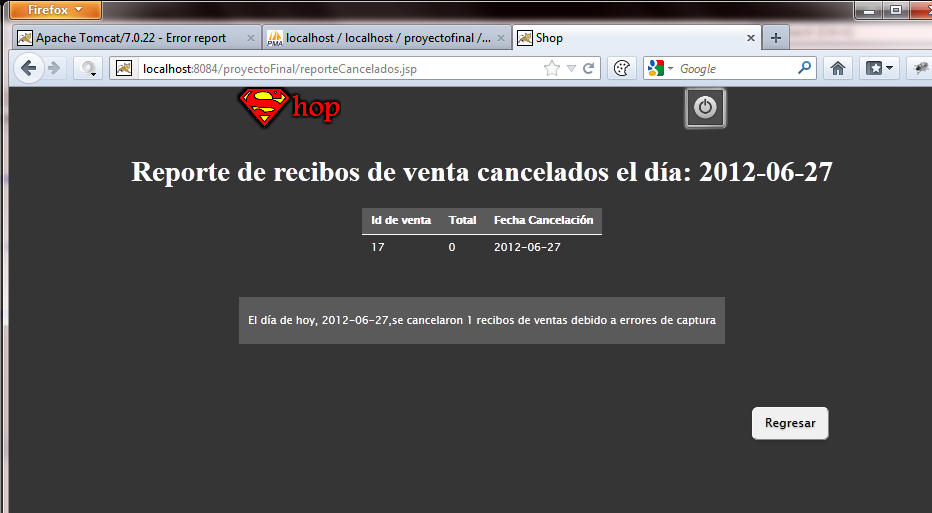 Firefox
Apache Tomcat/7.0.22 - Error report
localhost / localhost / proyectofinal /...
Shop
localhost:8084/proyectoFinal/reporteCancelados.jsp
Google
hop
Reporte de recibos de venta cancelados el día: 2012-06-27
Id de venta Total Fecha Cancelación
17 0 2012-06-27
El día de hoy, 2012-06-27,se cancelaron 1 recibos de ventas debido a errores de captura
Regresar